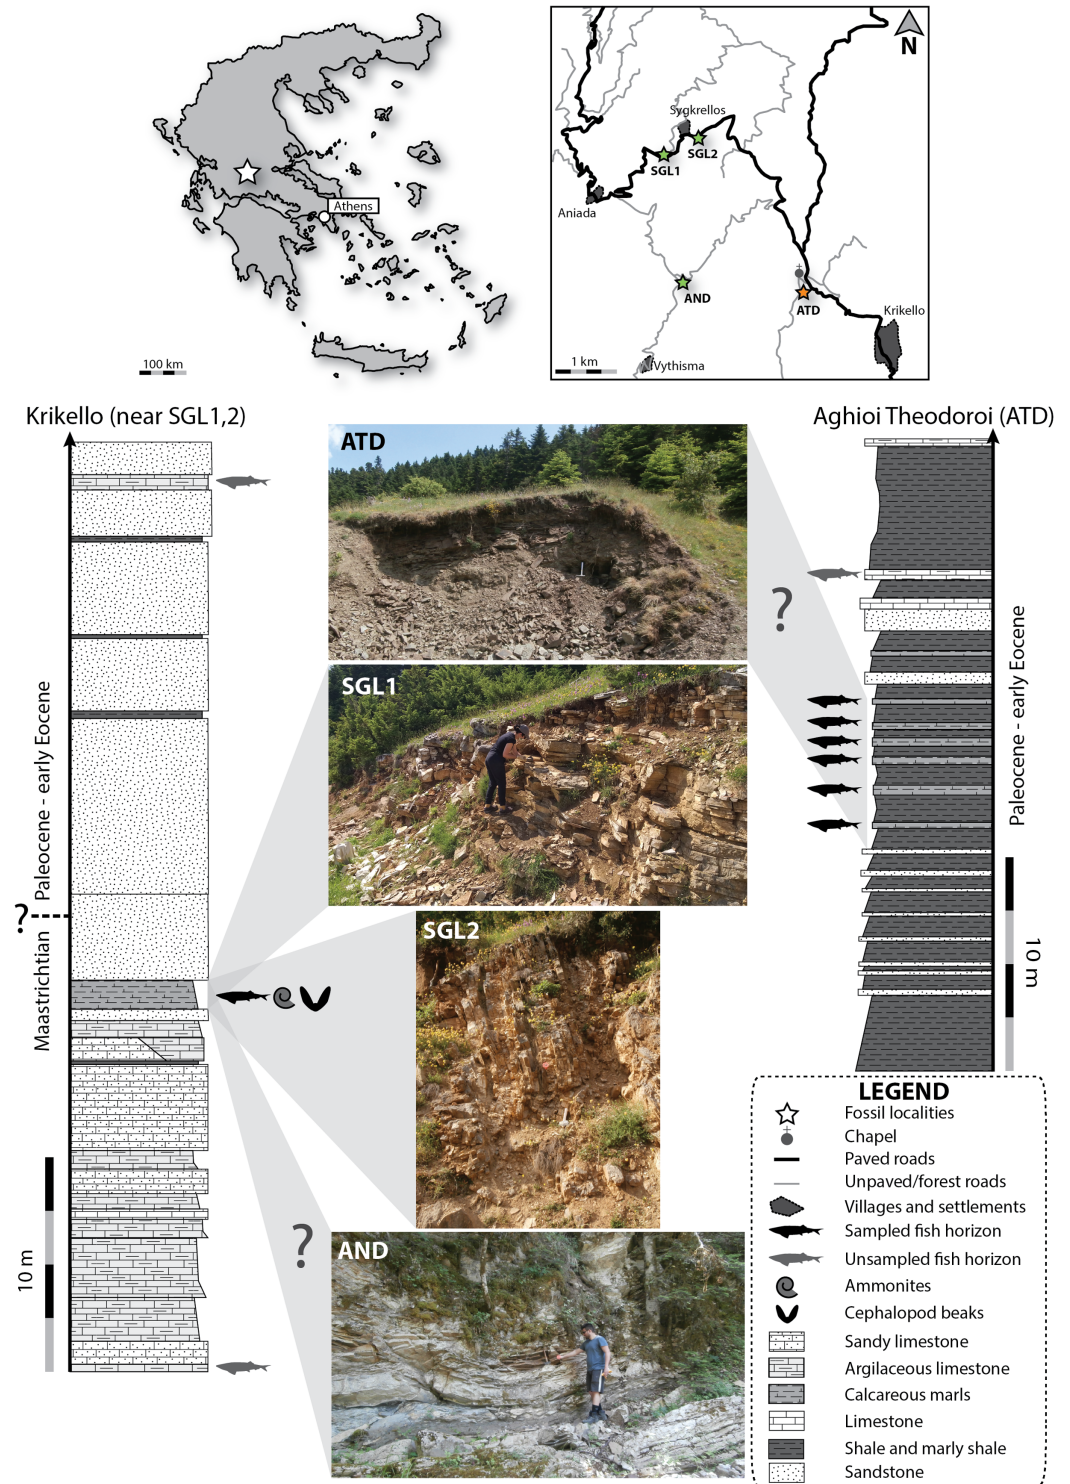 Athens
100 km
N
Sygkrellos
SGL2
SGL1
Aniada
AND
ATD
Krikello
Vythisma
1 km
Krikello (near SGL1,2)
Aghioi Theodoroi (ATD)
ATD
?
SGL1
Paleocene - early Eocene
Paleocene - early Eocene
?
SGL2
Maastrichtian
10 m
?
AND
10 m
LEGEND
Fossil localities
Chapel
Paved roads
Unpaved/forest roads
Villages and settlements
Sampled fish horizon
Unsampled fish horizon
Ammonites
Cephalopod beaks
Sandy limestone
Argilaceous limestone
Calcareous marls
Limestone
Shale and marly shale
Sandstone